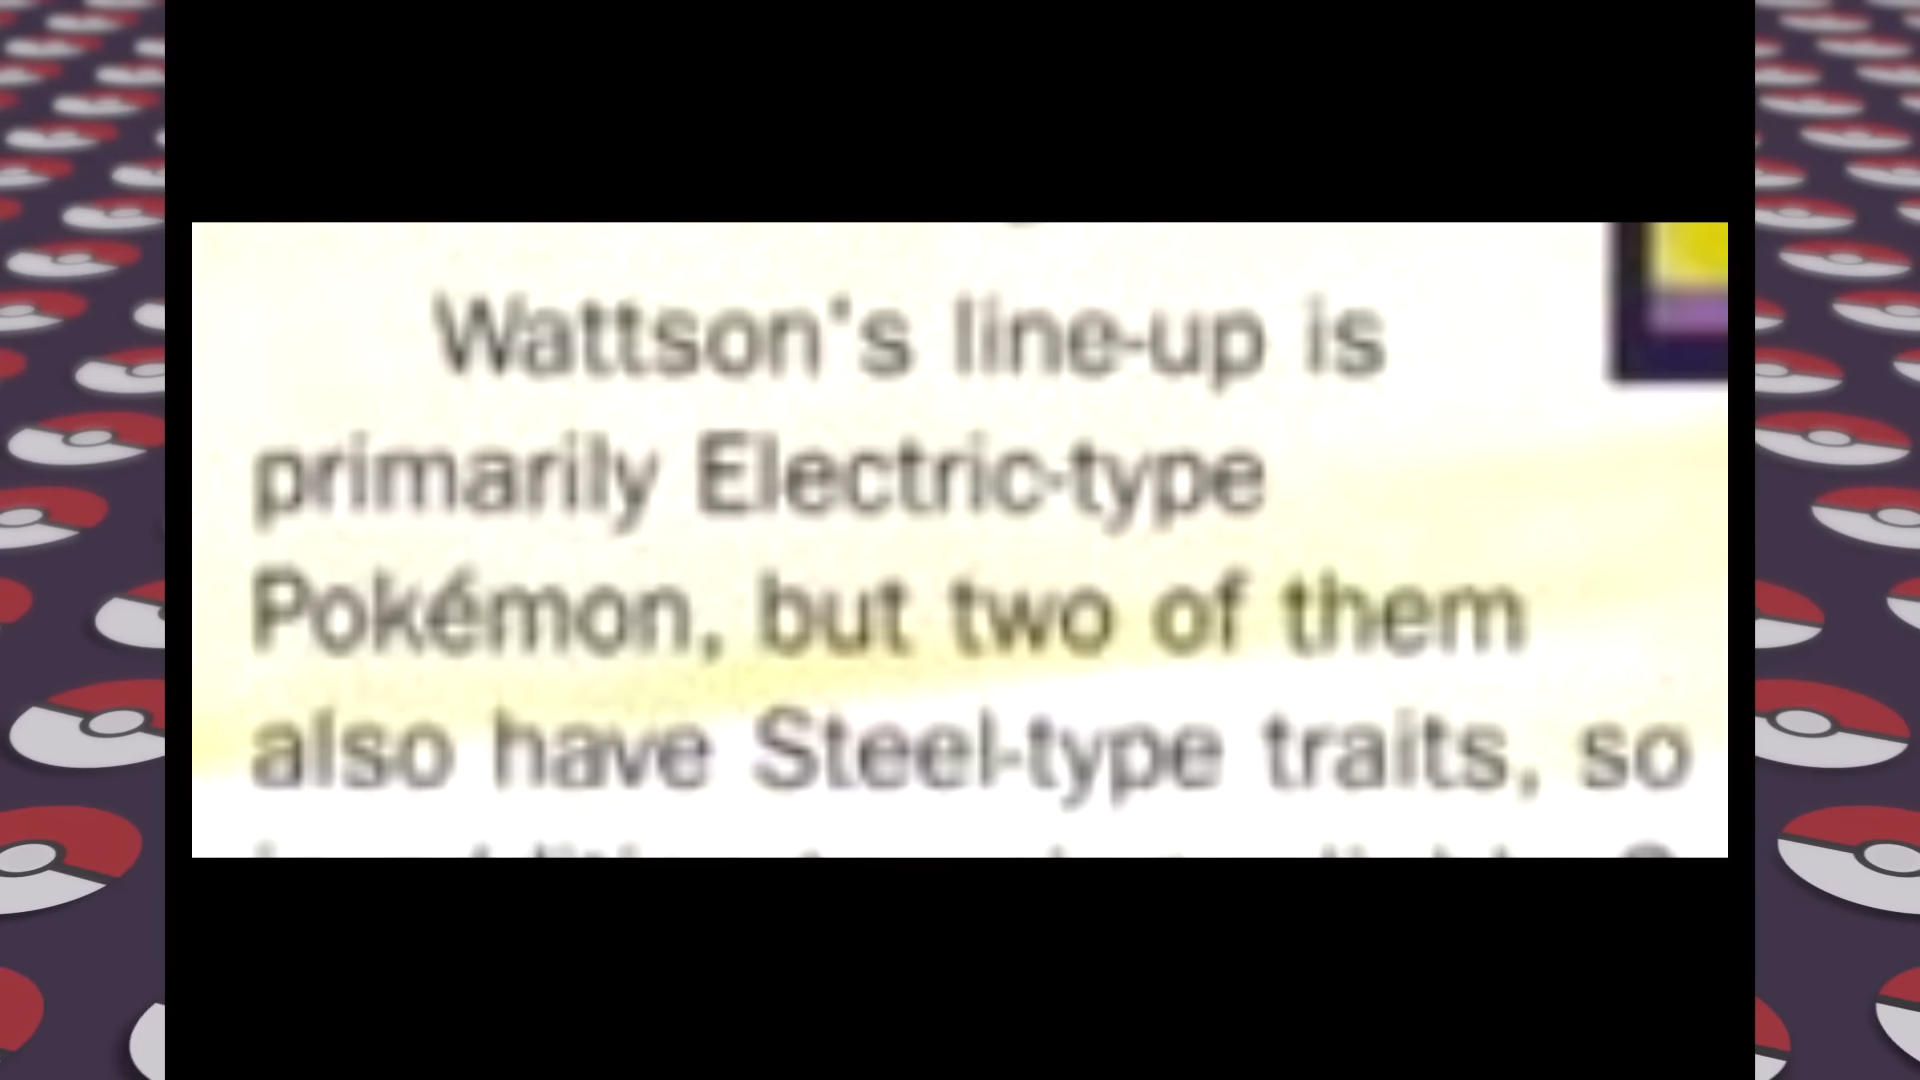 Wattson's line-up is
primarily Electric-type
Pokémon, but two of them
also have Steel-type traits, so